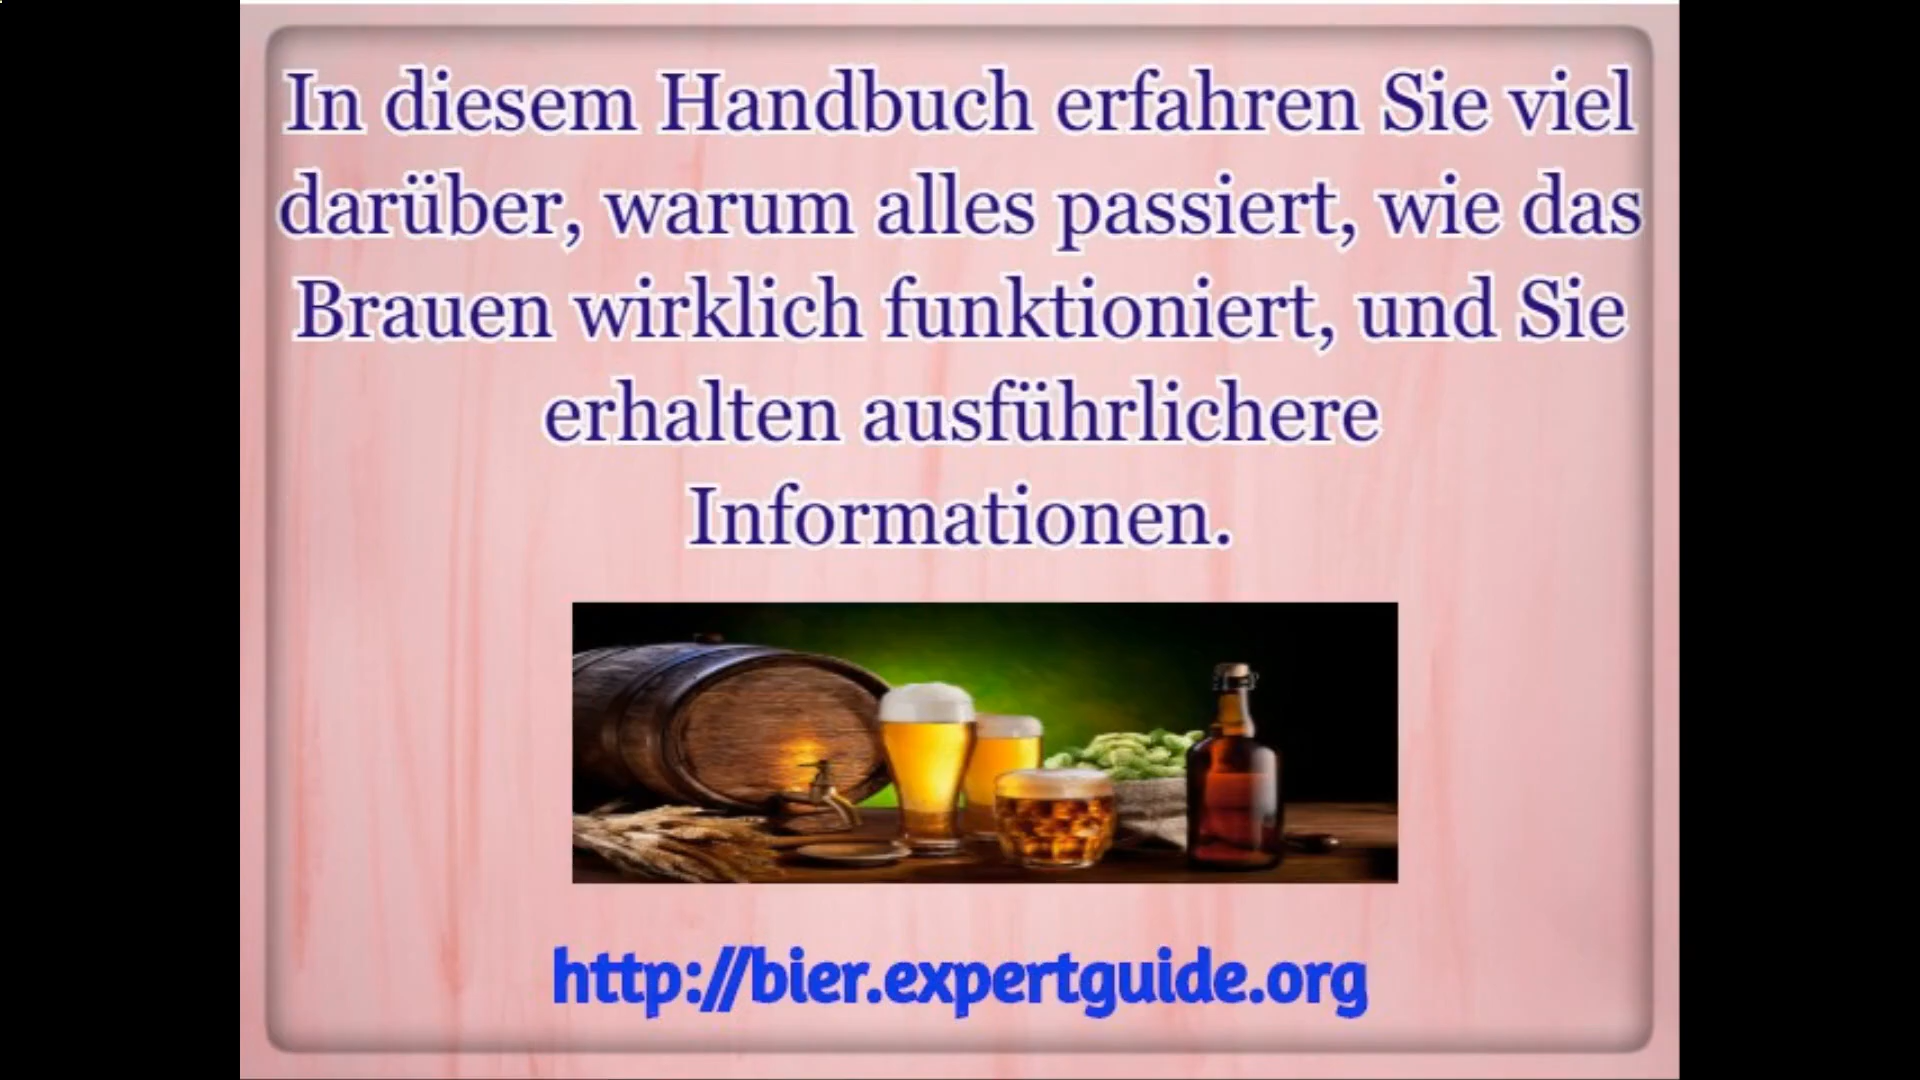 In diesem Handbuch erfahren Sie viel
darüber, warum alles passiert, wie das
Brauen wirklich funktioniert, und Sie
erhalten ausführlichere
Informationen.
http://bier.expertguide.org